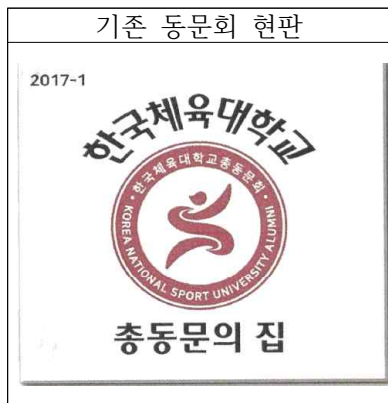 기존 동문회 현판
2017-1
한국체육대학교
• 한국체육대학교총동문회 •
KOREA NATIONAL SPORT UNIVERSITY ALUMNI
총동문의 집